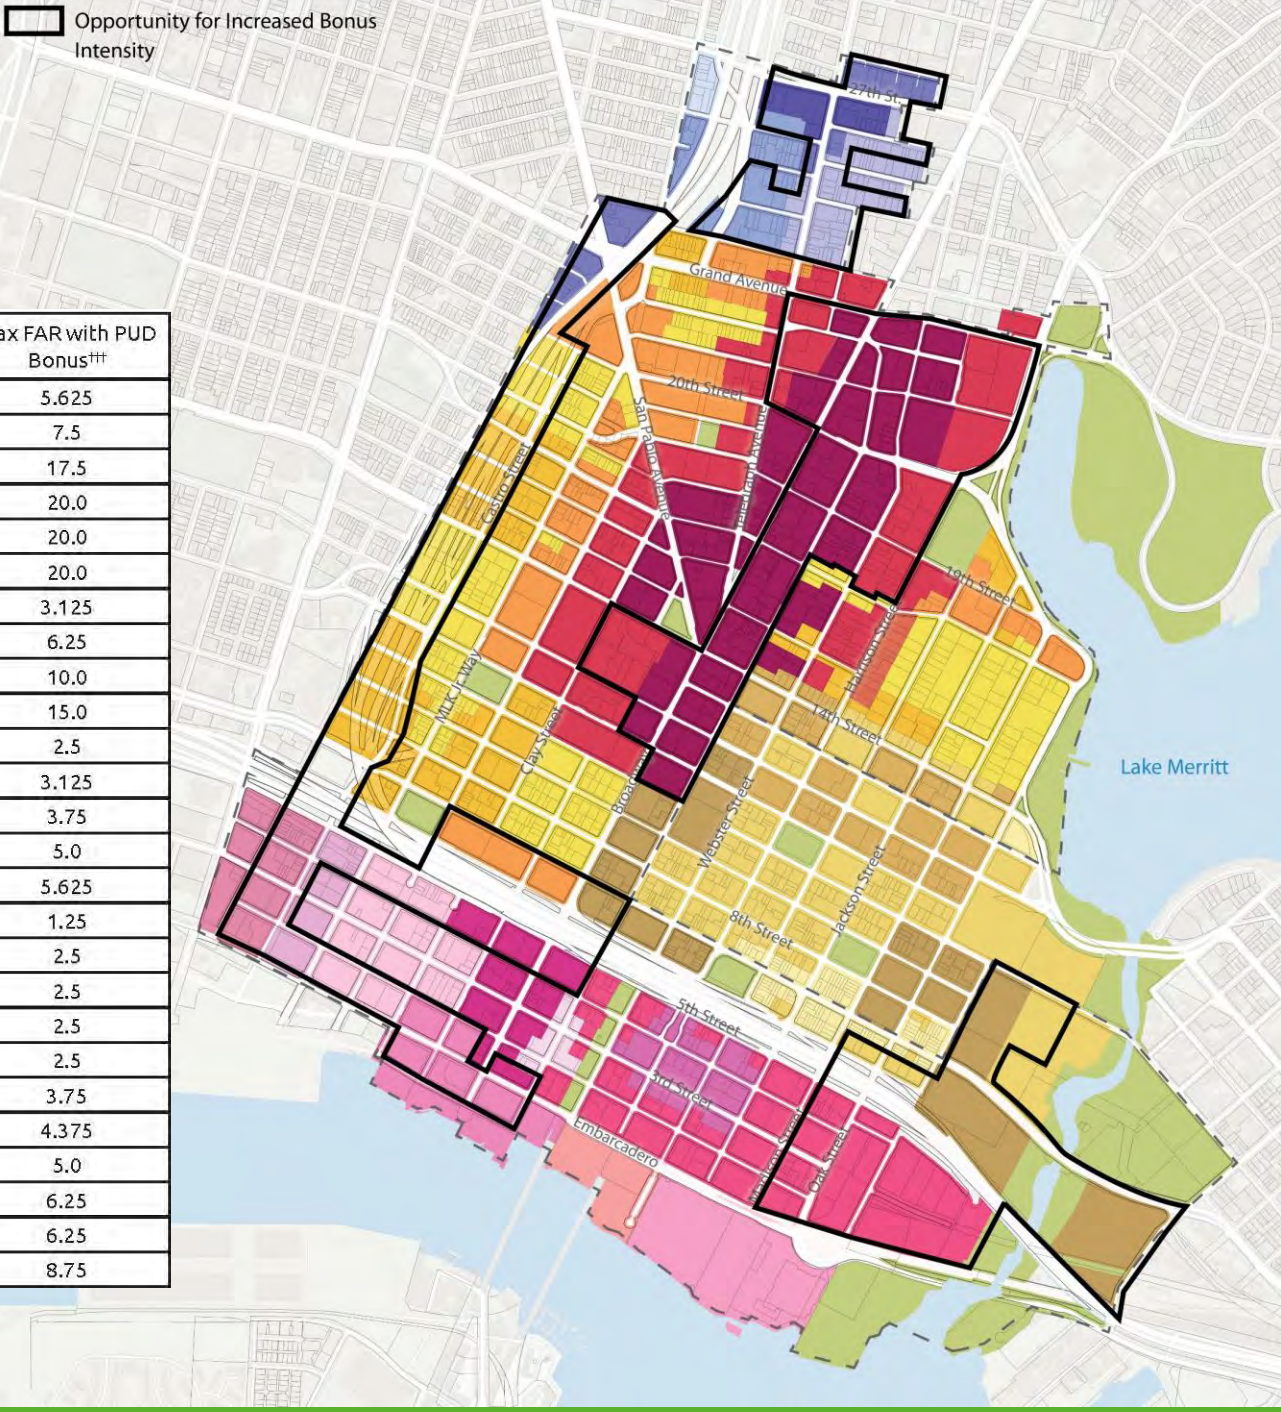 Opportunity for Increased Bonus
Intensity
27th St.
Grand Avenue
20th Street
San Pablo Avenue
Telegraph Avenue
Castro Street
19th Street
Harrison Street
MLK Jr. Way
14th Street
Clay Street
Broadway
Webster Street
Lake Merritt
Jackson Street
8th Street
5th Street
3rd Street
Embarcadero
Madison Street
Oak Street
ax FAR with PUD
Bonus†††
5.625
7.5
17.5
20.0
20.0
20.0
3.125
6.25
10.0
15.0
2.5
3.125
3.75
5.0
5.625
1.25
2.5
2.5
2.5
2.5
3.75
4.375
5.0
6.25
6.25
8.75